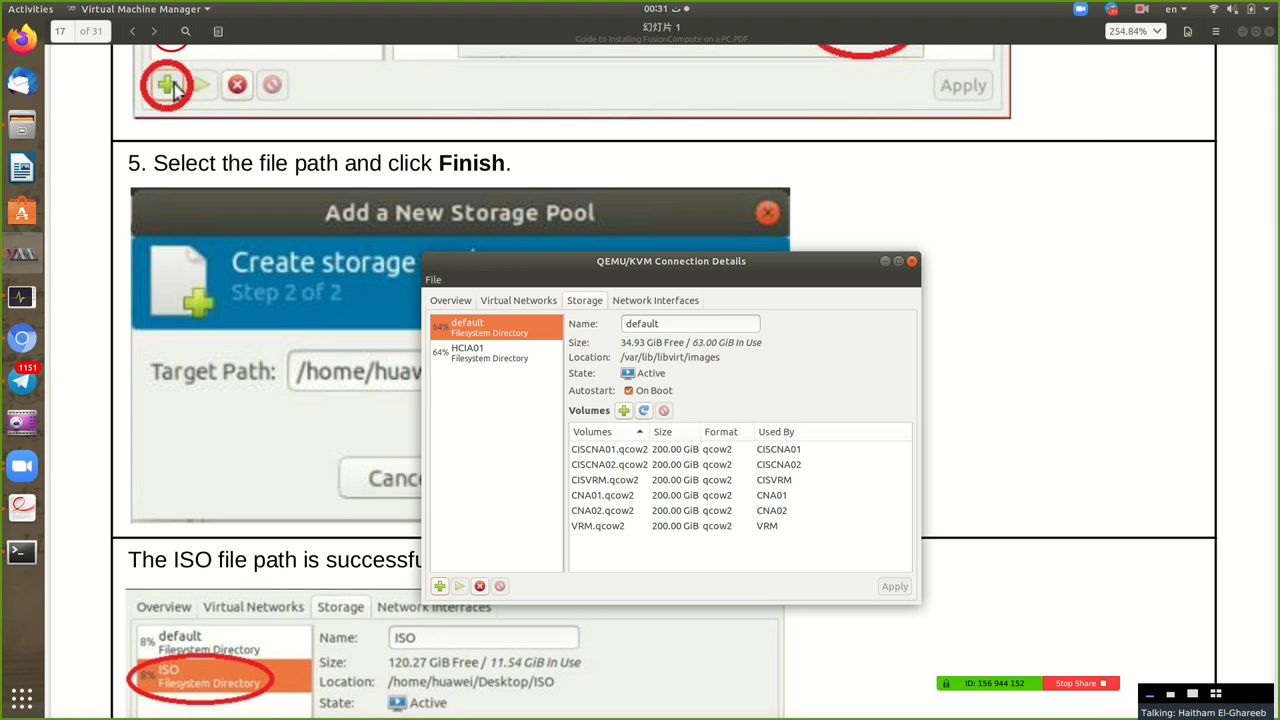 Activities
Virtual Machine Manager
00:31 ت
en
17
of 31
幻灯片 1
Guide to Installing FusionCompute on a PC.PDF
254.84%
Apply
5. Select the file path and click Finish.
Add a New Storage Pool
Create storage
Step 2 of 2
Target Path:
/home/huaw
Canc
QEMU/KVM Connection Details
File
Overview
Virtual Networks
Storage
Network Interfaces
64%
default
Filesystem Directory
64%
HCIA01
Filesystem Directory
Name:
default
Size:
34.93 GiB Free / 63.00 GiB In Use
Location:
/var/lib/libvirt/images
State:
Active
Autostart:
On Boot
Volumes
Volumes Size Format Used By
CISCNA01.qcow2 200.00 GiB qcow2 CISCNA01
CISCNA02.qcow2 200.00 GiB qcow2 CISCNA02
CISVRM.qcow2 200.00 GiB qcow2 CISVRM
CNA01.qcow2 200.00 GiB qcow2 CNA01
CNA02.qcow2 200.00 GiB qcow2 CNA02
VRM.qcow2 200.00 GiB qcow2 VRM
Apply
1151
The ISO file path is successfu
Overview
Virtual Networks
Storage
Network Interfaces
8%
default
Filesystem Directory
8%
ISO
Filesystem Directory
Name:
ISO
Size:
120.27 GiB Free / 11.54 GiB In Use
Location:
/home/huawei/Desktop/ISO
State:
Active
ID: 156 944 152
Stop Share
Talking: Haitham El-Ghareeb